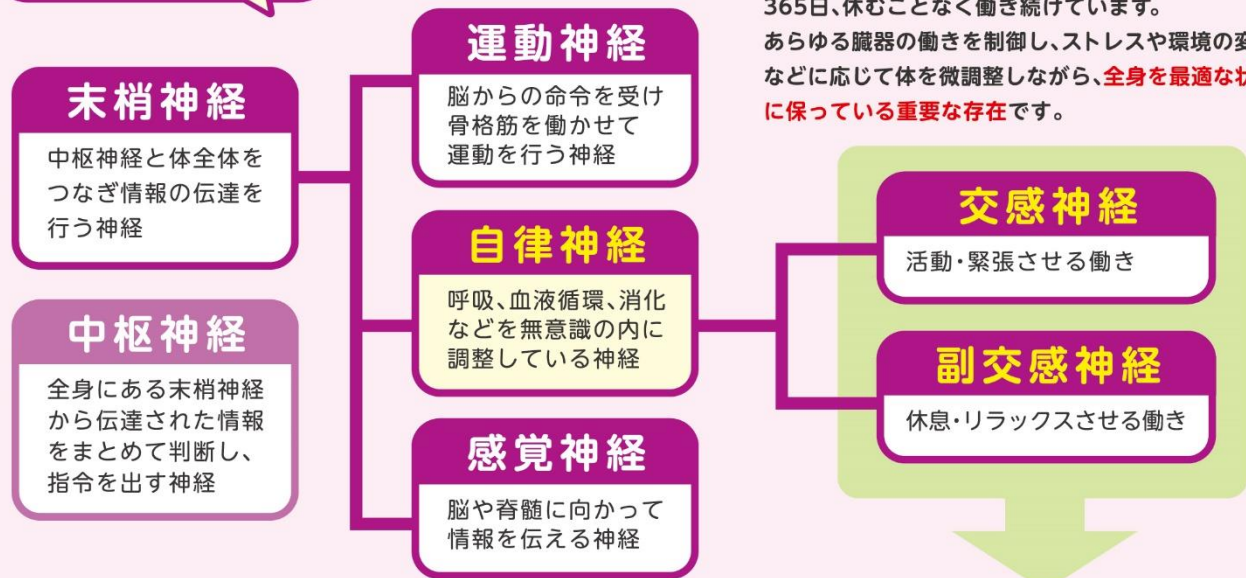 365日、休むことなく働き続けています。
あらゆる臓器の働きを制御し、ストレスや環境の変
などに応じて体を微調整しながら、全身を最適な状
に保っている重要な存在です。
末梢神経
中枢神経と体全体を
つなぎ情報の伝達を
行う神経
中枢神経
全身にある末梢神経
から伝達された情報
をまとめて判断し、
指令を出す神経
運動神経
脳からの命令を受け
骨格筋を働かせて
運動を行う神経
自律神経
呼吸、血液循環、消化
などを無意識の内に
調整している神経
感覚神経
脳や脊髄に向かって
情報を伝える神経
交感神経
活動・緊張させる働き
副交感神経
休息・リラックスさせる働き